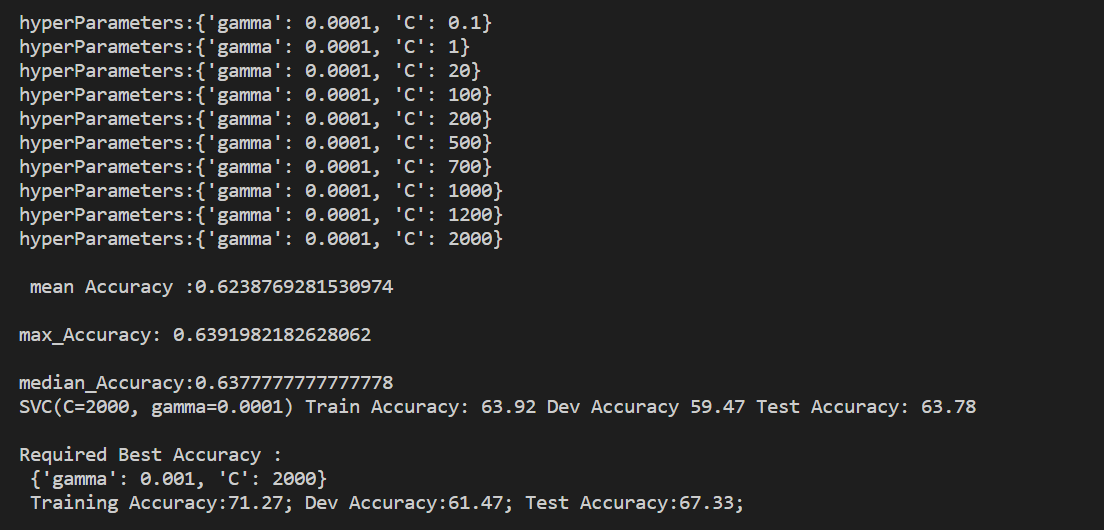 hyperParameters:{'gamma': 0.0001, 'C': 0.1}
hyperParameters:{'gamma': 0.0001, 'C': 1}
hyperParameters:{'gamma': 0.0001, 'C': 20}
hyperParameters:{'gamma': 0.0001, 'C': 100}
hyperParameters:{'gamma': 0.0001, 'C': 200}
hyperParameters:{'gamma': 0.0001, 'C': 500}
hyperParameters:{'gamma': 0.0001, 'C': 700}
hyperParameters:{'gamma': 0.0001, 'C': 1000}
hyperParameters:{'gamma': 0.0001, 'C': 1200}
hyperParameters:{'gamma': 0.0001, 'C': 2000}
mean Accuracy :0.6238769281530974
max_Accuracy: 0.6391982182628062
median_Accuracy:0.6377777777777778
SVC(C=2000, gamma=0.0001) Train Accuracy: 63.92 Dev Accuracy 59.47 Test Accuracy: 63.78
Required Best Accuracy :
{'gamma': 0.001, 'C': 2000}
Training Accuracy:71.27; Dev Accuracy:61.47; Test Accuracy:67.33;